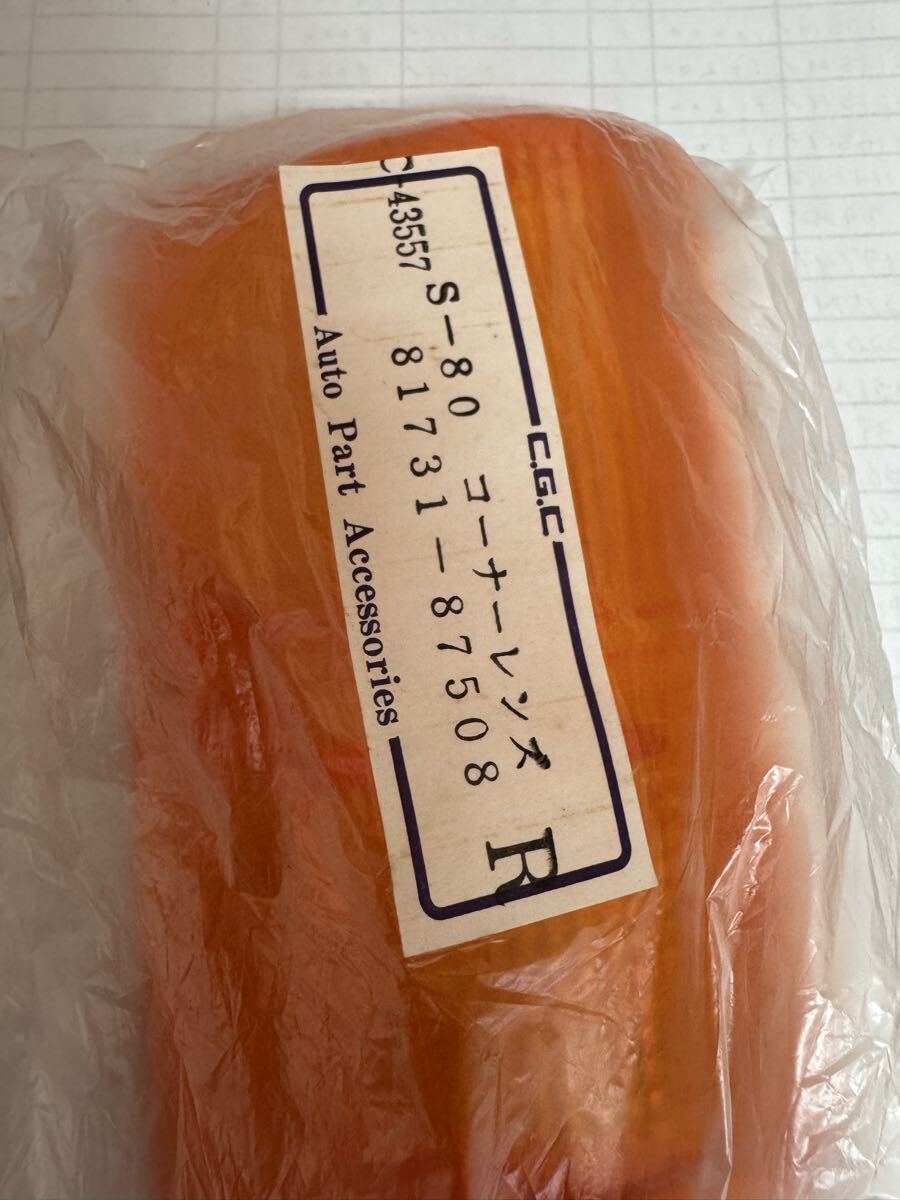 C.G.C
C-43557
S-80 コーナーレンズ
81731-87508
R
Auto Part Accessories